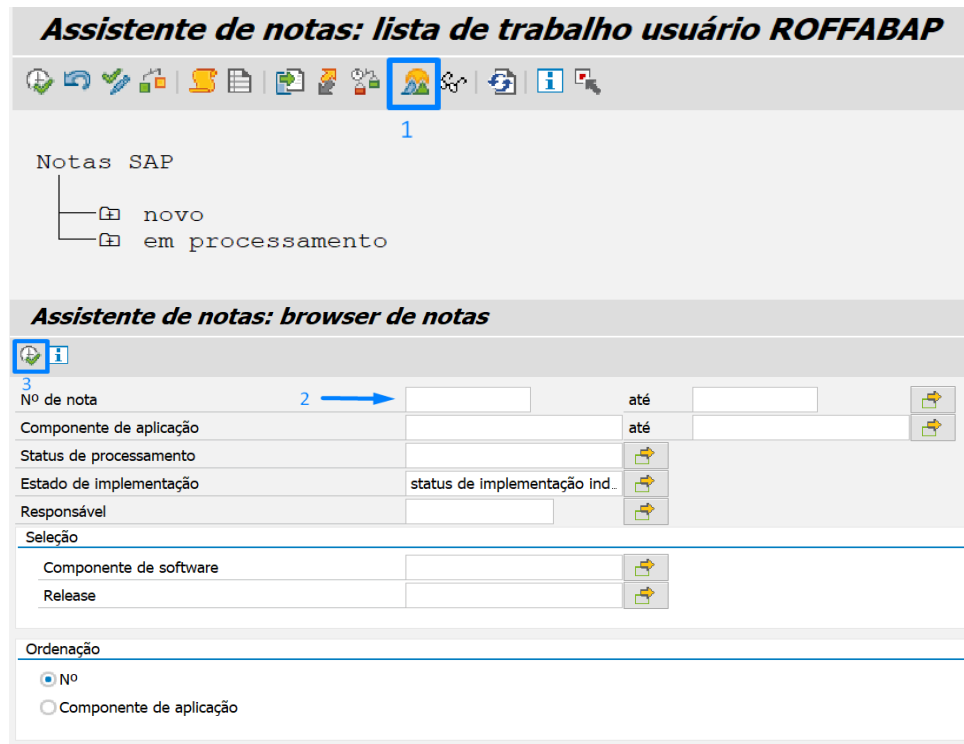 Assistente de notas: lista de trabalho usuário ROFFABAP
1
Notas SAP
novo
em processamento
Assistente de notas: browser de notas
3
Nº de nota 2 até
Componente de aplicação até
Status de processamento
Estado de implementação status de implementação ind...
Responsável
Seleção
Componente de software
Release
Ordenação
Nº
Componente de aplicação